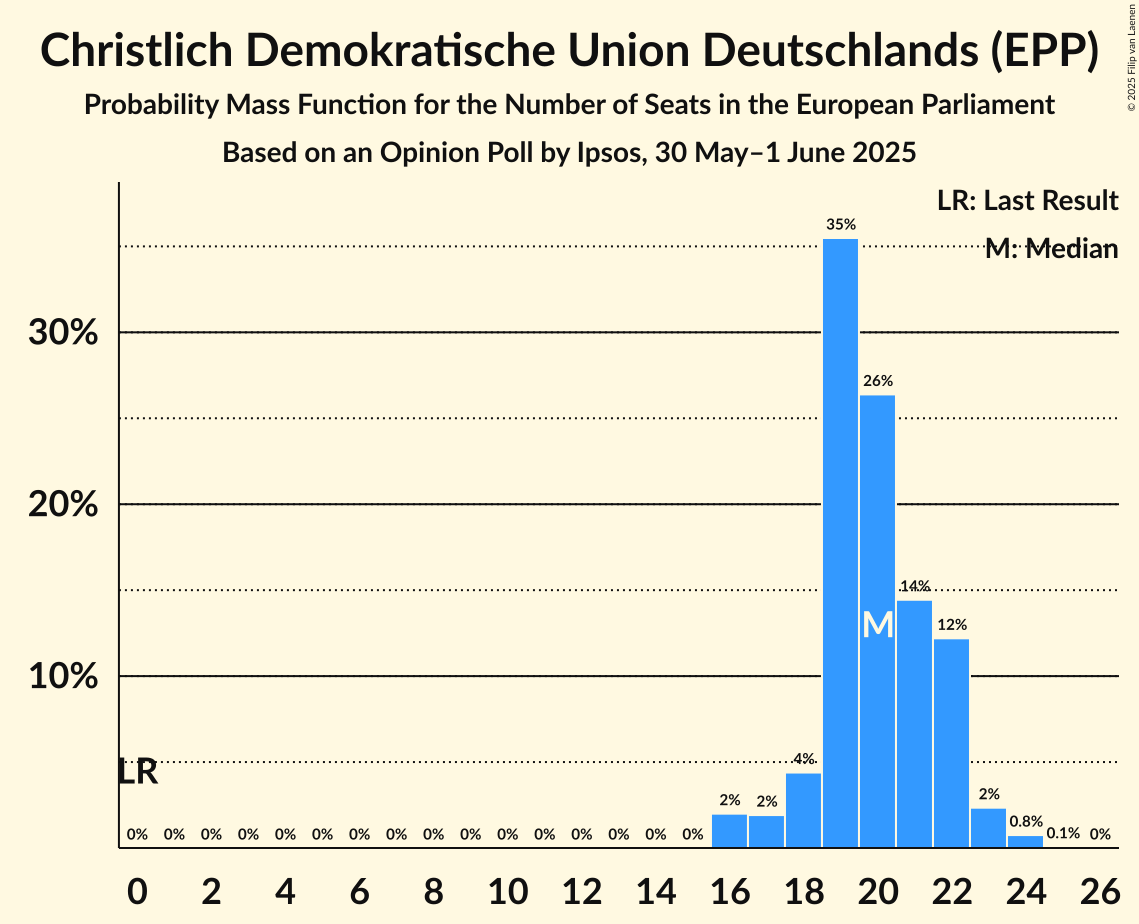 Christlich Demokratische Union Deutschlands (EPP)
Probability Mass Function for the Number of Seats in the European Parliament
Based on an Opinion Poll by Ipsos, 30 May–1 June 2025
© 2025 Filip van Laenen
LR: Last Result
M: Median
35%
30%
26%
20%
14%
M
12%
10%
4%
LR
2%
2%
2%
0.8%
0.1%
0%
0% 0% 0% 0% 0% 0% 0% 0% 0% 0% 0% 0% 0% 0% 0% 0%
0 2 4 6 8 10 12 14 16 18 20 22 24 26